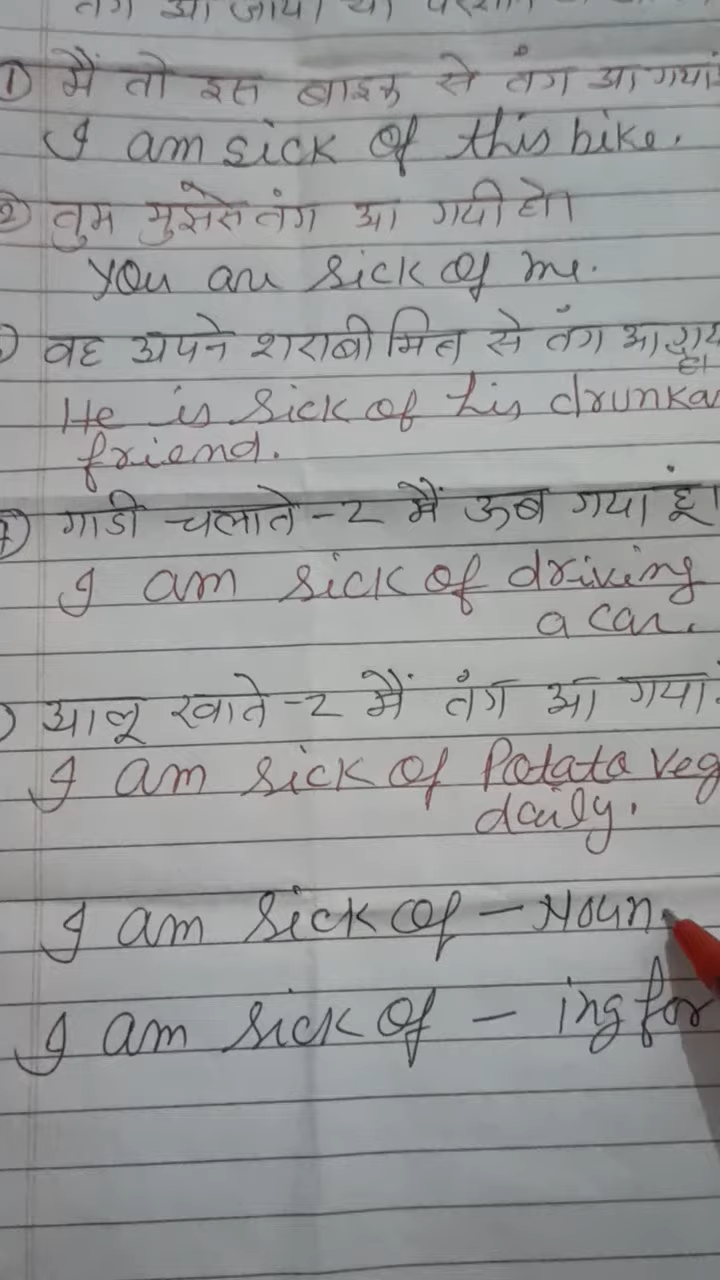 तंग आ जाया या
① मैं तो इस बाइक से तंग आ गया
I am sick of this bike.
② तुम मुझसे तंग आ गयी हो।
You are sick of me.
वह अपने शराबी मित्र से तंग आ गया
है।
He is sick of his drunka
friend.
गाडी चलाते-2 मैं ऊब गया हूं।
I am sick of driving
a car.
आलू खाते-2 मैं तंग आ गया
I am sick of Potato veg
daily.
I am sick of - Noun
I am sick of - ing for